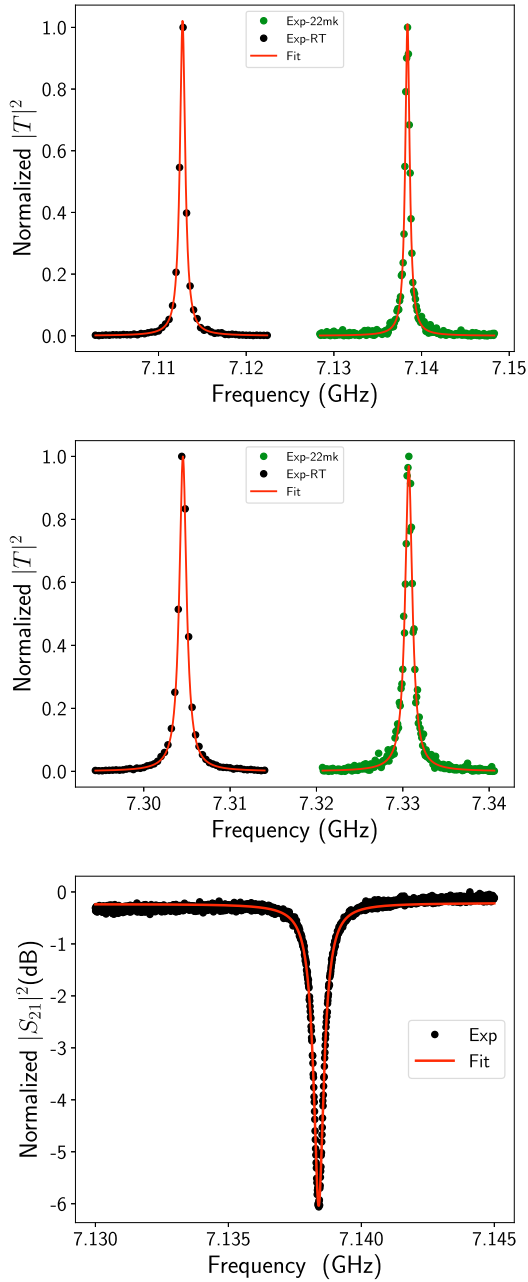 Normalized |T|²
1.0
0.8
0.6
0.4
0.2
0.0
Exp-22mk
Exp-RT
Fit
7.11 7.12 7.13 7.14 7.15
Frequency (GHz)
Normalized |T|²
1.0
0.8
0.6
0.4
0.2
0.0
Exp-22mk
Exp-RT
Fit
7.30 7.31 7.32 7.33 7.34
Frequency (GHz)
Normalized |S₂₁|²(dB)
0
-1
-2
-3
-4
-5
-6
Exp
Fit
7.130 7.135 7.140 7.145
Frequency (GHz)